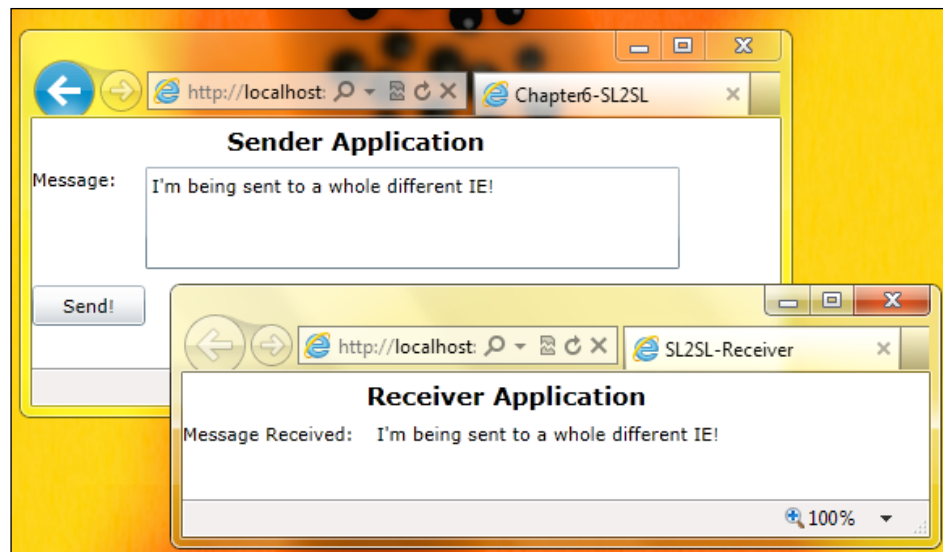 http://localhost:
Chapter6-SL2SL
Sender Application
Message:
I'm being sent to a whole different IE!
Send!
http://localhost:
SL2SL-Receiver
Receiver Application
Message Received: I'm being sent to a whole different IE!
100%